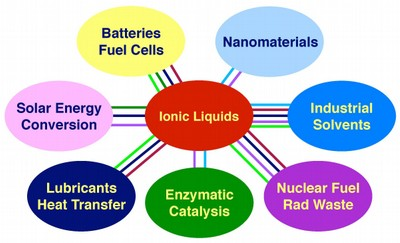 Batteries
Fuel Cells
Nanomaterials
Solar Energy
Conversion
Ionic Liquids
Industrial
Solvents
Lubricants
Heat Transfer
Enzymatic
Catalysis
Nuclear Fuel
Rad Waste